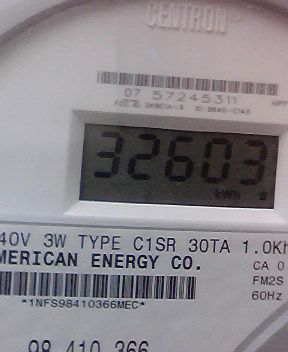 CENTRON
07 57245311
32603
kWh
40V 3W TYPE C1SR 30TA 1.0Kh
MERICAN ENERGY CO.
CA 0
FM2S
60Hz
*1NFS98410366MEC*
98 410 366